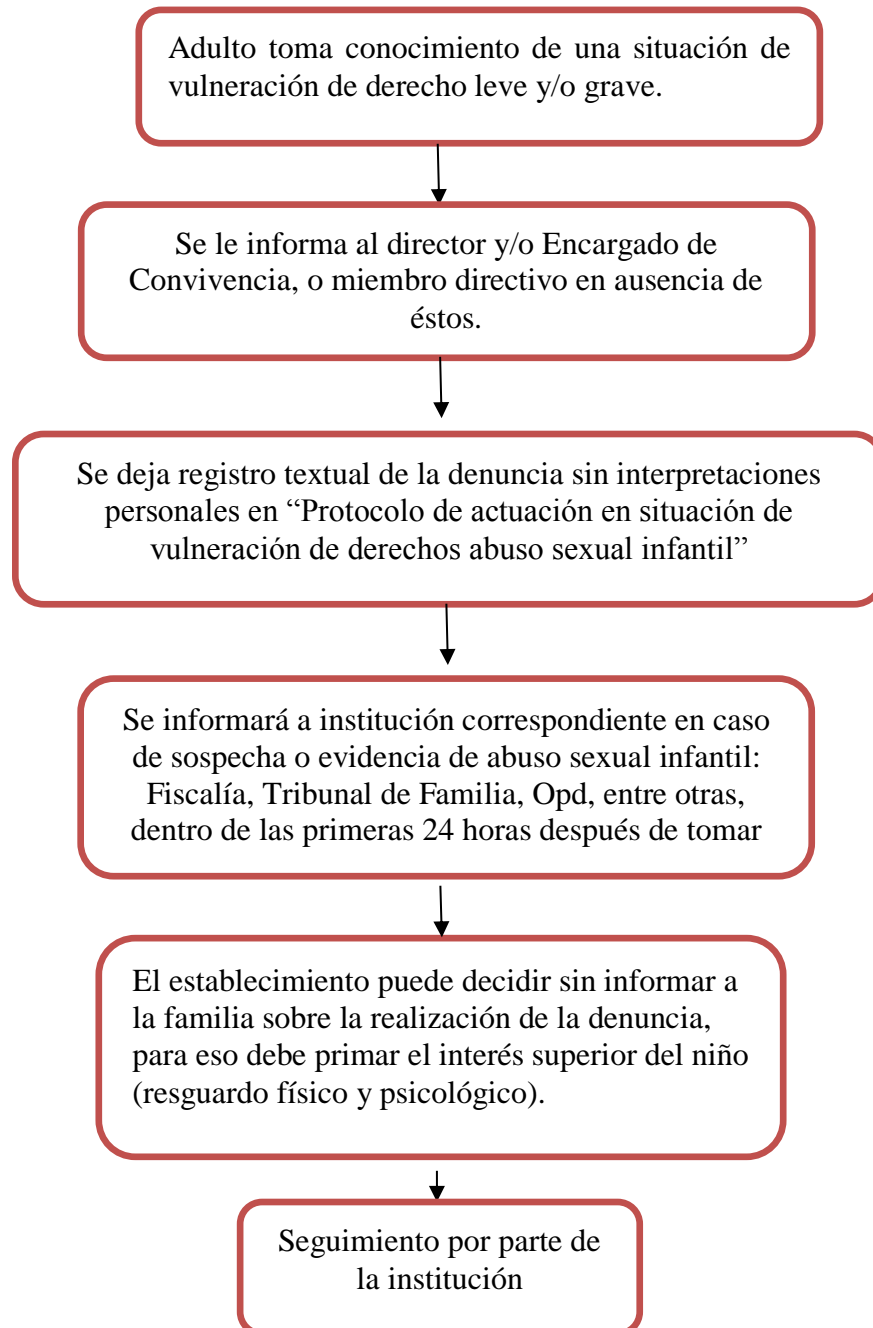 Adulto toma conocimiento de una situación de
vulneración de derecho leve y/o grave.
Se le informa al director y/o Encargado de
Convivencia, o miembro directivo en ausencia de
éstos.
Se deja registro textual de la denuncia sin interpretaciones
personales en “Protocolo de actuación en situación de
vulneración de derechos abuso sexual infantil”
Se informará a institución correspondiente en caso
de sospecha o evidencia de abuso sexual infantil:
Fiscalía, Tribunal de Familia, Opd, entre otras,
dentro de las primeras 24 horas después de tomar
El establecimiento puede decidir sin informar a
la familia sobre la realización de la denuncia,
para eso debe primar el interés superior del niño
(resguardo físico y psicológico).
Seguimiento por parte de
la institución